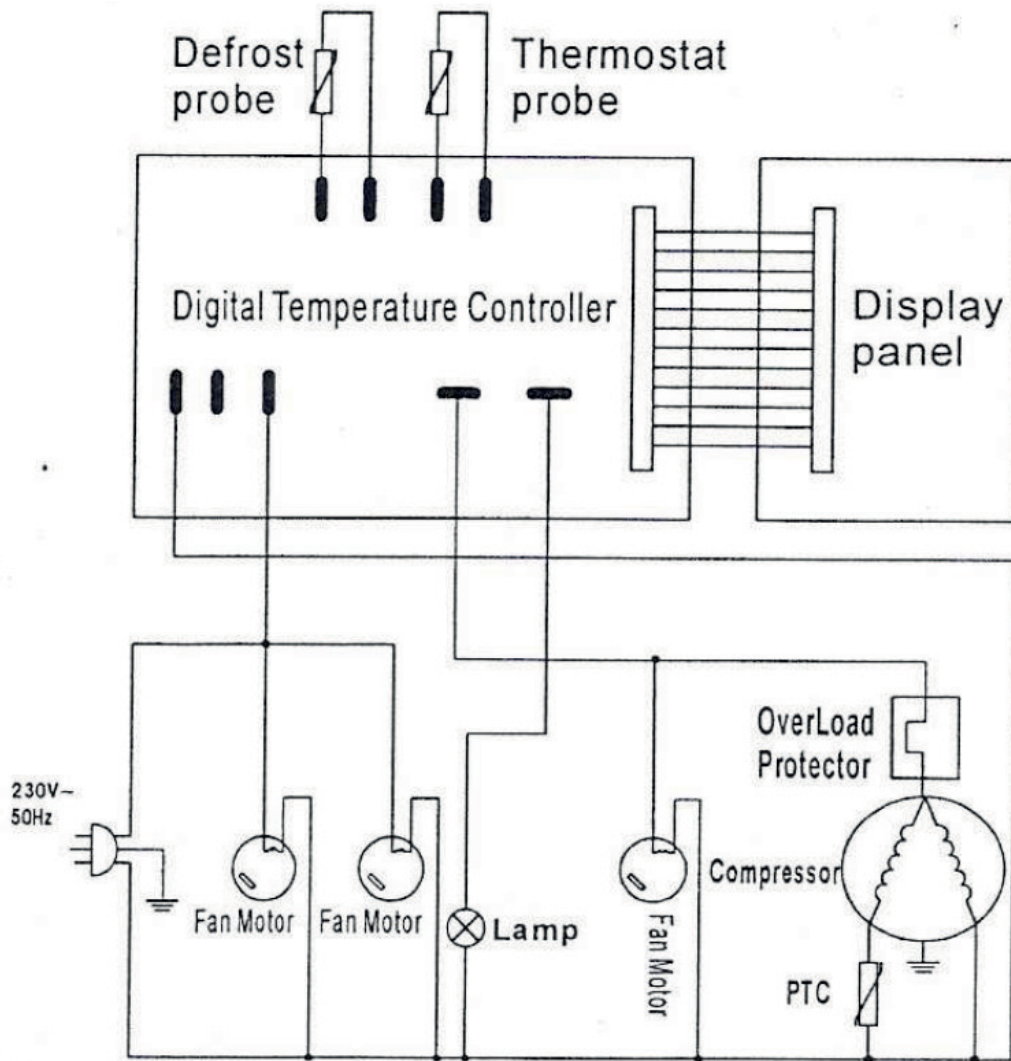 Defrost
probe
Thermostat
probe
Digital Temperature Controller
Display
panel
OverLoad
Protector
230V~
50Hz
Compressor
Fan Motor
Fan Motor
Lamp
Fan Motor
PTC